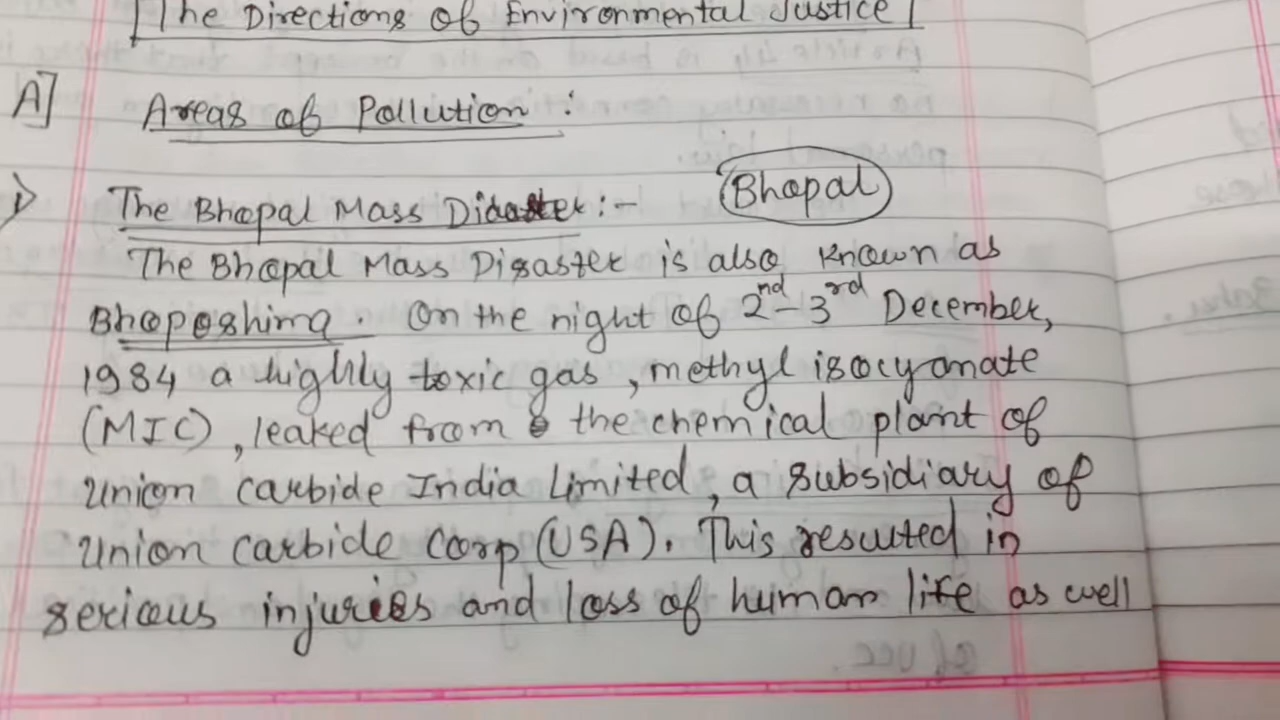 The Directions of Environmental Justice
A] Areas of Pollution :
i> The Bhopal Mass Disaster :-
Bhopal
The Bhopal Mass Disaster is also known as
Bhoposhima. On the night of 2nd-3rd December,
1984 a highly toxic gas, methyl isocyanate
(MIC), leaked from the chemical plant of
Union Carbide India Limited, a subsidiary of
Union Carbide Corp (USA). This resulted in
serious injuries and loss of human life as well